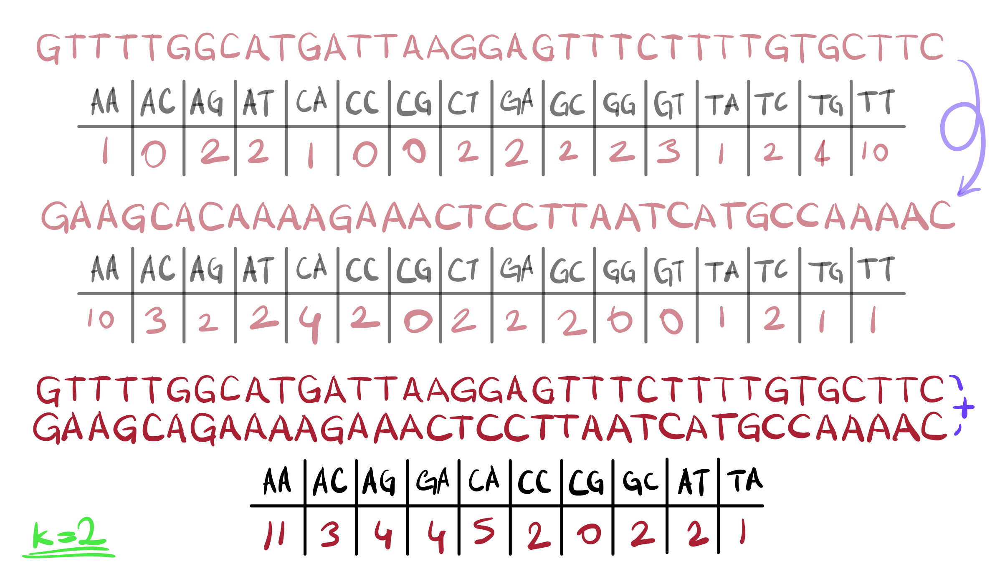 GTTTTGGCATGATTAAGGAGTTTCTTTTGTGCTTC
AA AC AG AT CA CC CG CT GA GC GG GT TA TC TG TT
1 0 2 2 1 0 0 2 2 2 2 3 1 2 4 10
GAAGCACAAAAGAAACTCCTTAATCATGCCAAAAC
AA AC AG AT CA CC CG CT GA GC GG GT TA TC TG TT
10 3 2 2 4 2 0 2 2 2 0 0 1 2 1 1
GTTTTGGCATGATTAAGGAGTTTCTTTTGTGCTTC
+
GAAGCAGAAAAGAAACTCCTTAATCATGCCAAAAC
AA AC AG GA CA CC CG GC AT TA
11 3 4 4 5 2 0 2 2 1
k=2